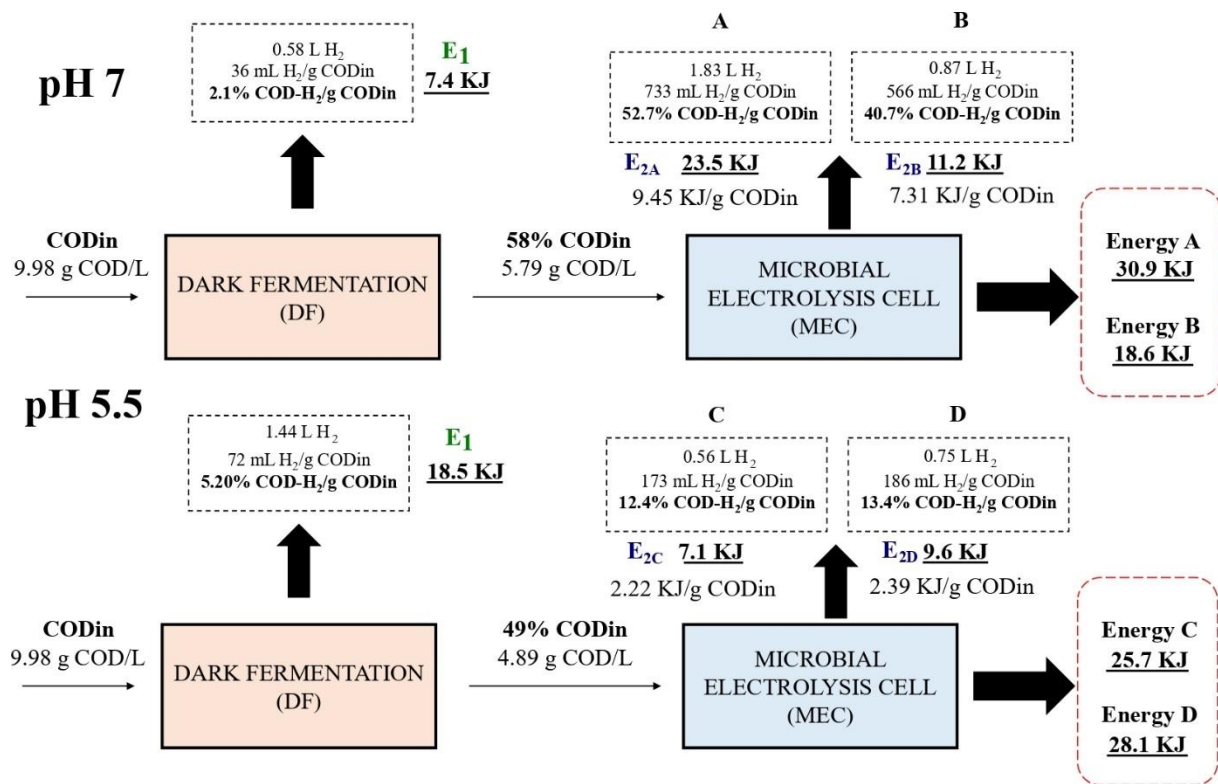 pH 7
0.58 L H₂
36 mL H₂/g CODin
2.1% COD-H₂/g CODin
E1
7.4 KJ
A
1.83 L H₂
733 mL H₂/g CODin
52.7% COD-H₂/g CODin
E2A 23.5 KJ
9.45 KJ/g CODin
B
0.87 L H₂
566 mL H₂/g CODin
40.7% COD-H₂/g CODin
E2B 11.2 KJ
7.31 KJ/g CODin
CODin
9.98 g COD/L
DARK FERMENTATION
(DF)
58% CODin
5.79 g COD/L
MICROBIAL
ELECTROLYSIS CELL
(MEC)
Energy A
30.9 KJ
Energy B
18.6 KJ
pH 5.5
1.44 L H₂
72 mL H₂/g CODin
5.20% COD-H₂/g CODin
E1
18.5 KJ
C
0.56 L H₂
173 mL H₂/g CODin
12.4% COD-H₂/g CODin
E2C 7.1 KJ
2.22 KJ/g CODin
D
0.75 L H₂
186 mL H₂/g CODin
13.4% COD-H₂/g CODin
E2D 9.6 KJ
2.39 KJ/g CODin
CODin
9.98 g COD/L
DARK FERMENTATION
(DF)
49% CODin
4.89 g COD/L
MICROBIAL
ELECTROLYSIS CELL
(MEC)
Energy C
25.7 KJ
Energy D
28.1 KJ